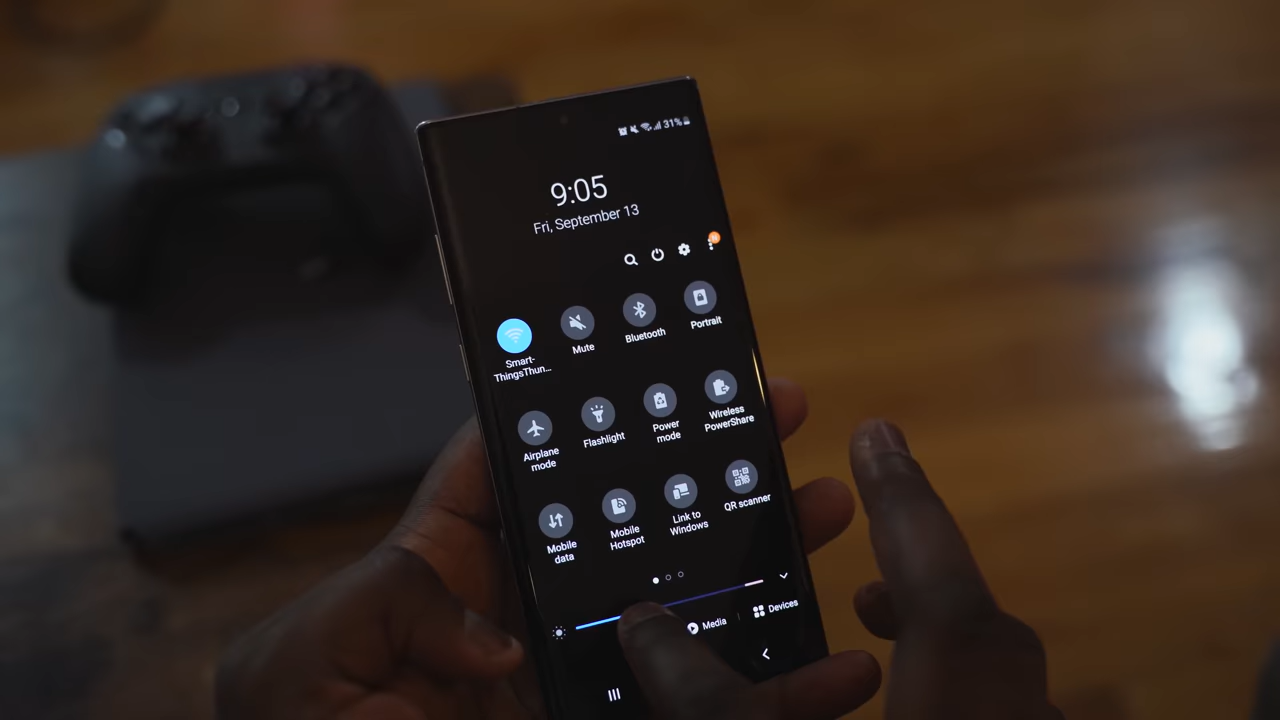 31%
9:05
Fri, September 13
Smart-
ThingsThun...
Mute
Bluetooth
Portrait
Airplane
mode
Flashlight
Power
mode
Wireless
PowerShare
Mobile
data
Mobile
Hotspot
Link to
Windows
QR scanner
Media
Devices